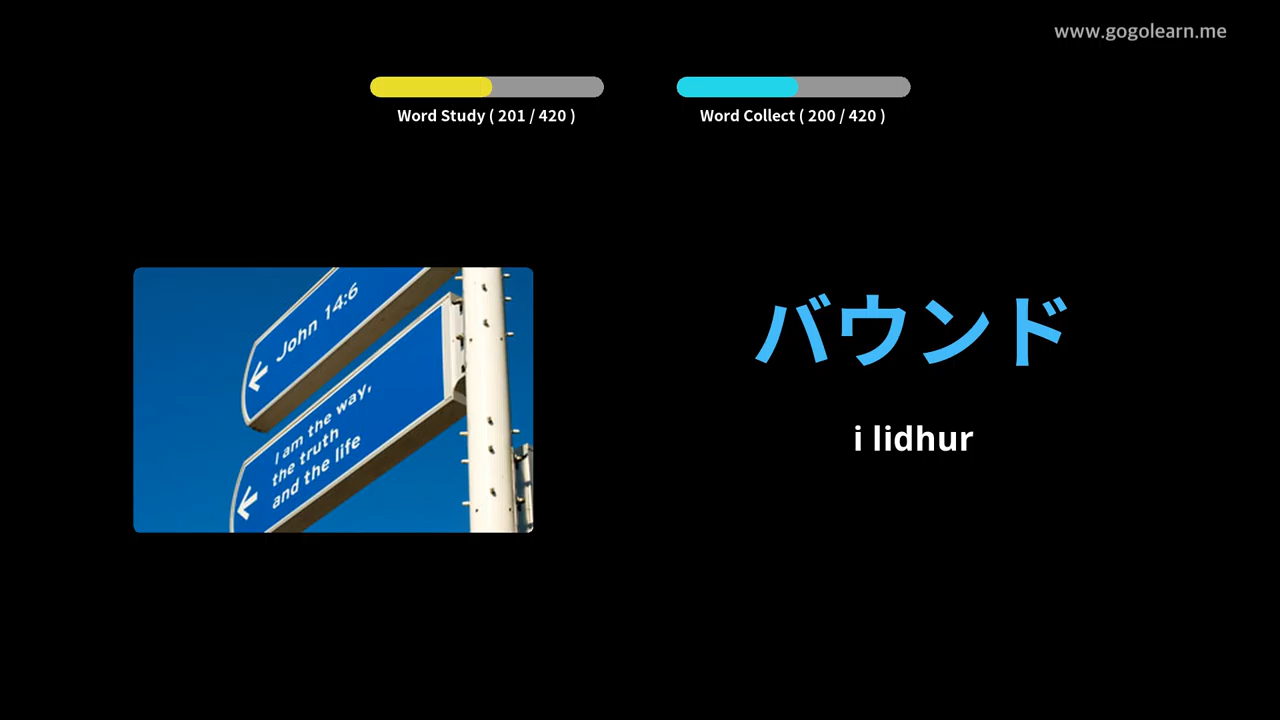 www.gogolearn.me
Word Study ( 201 / 420 )
Word Collect ( 200 / 420 )
John 14:6
I am the way,
the truth
and the life
バウンド
i lidhur